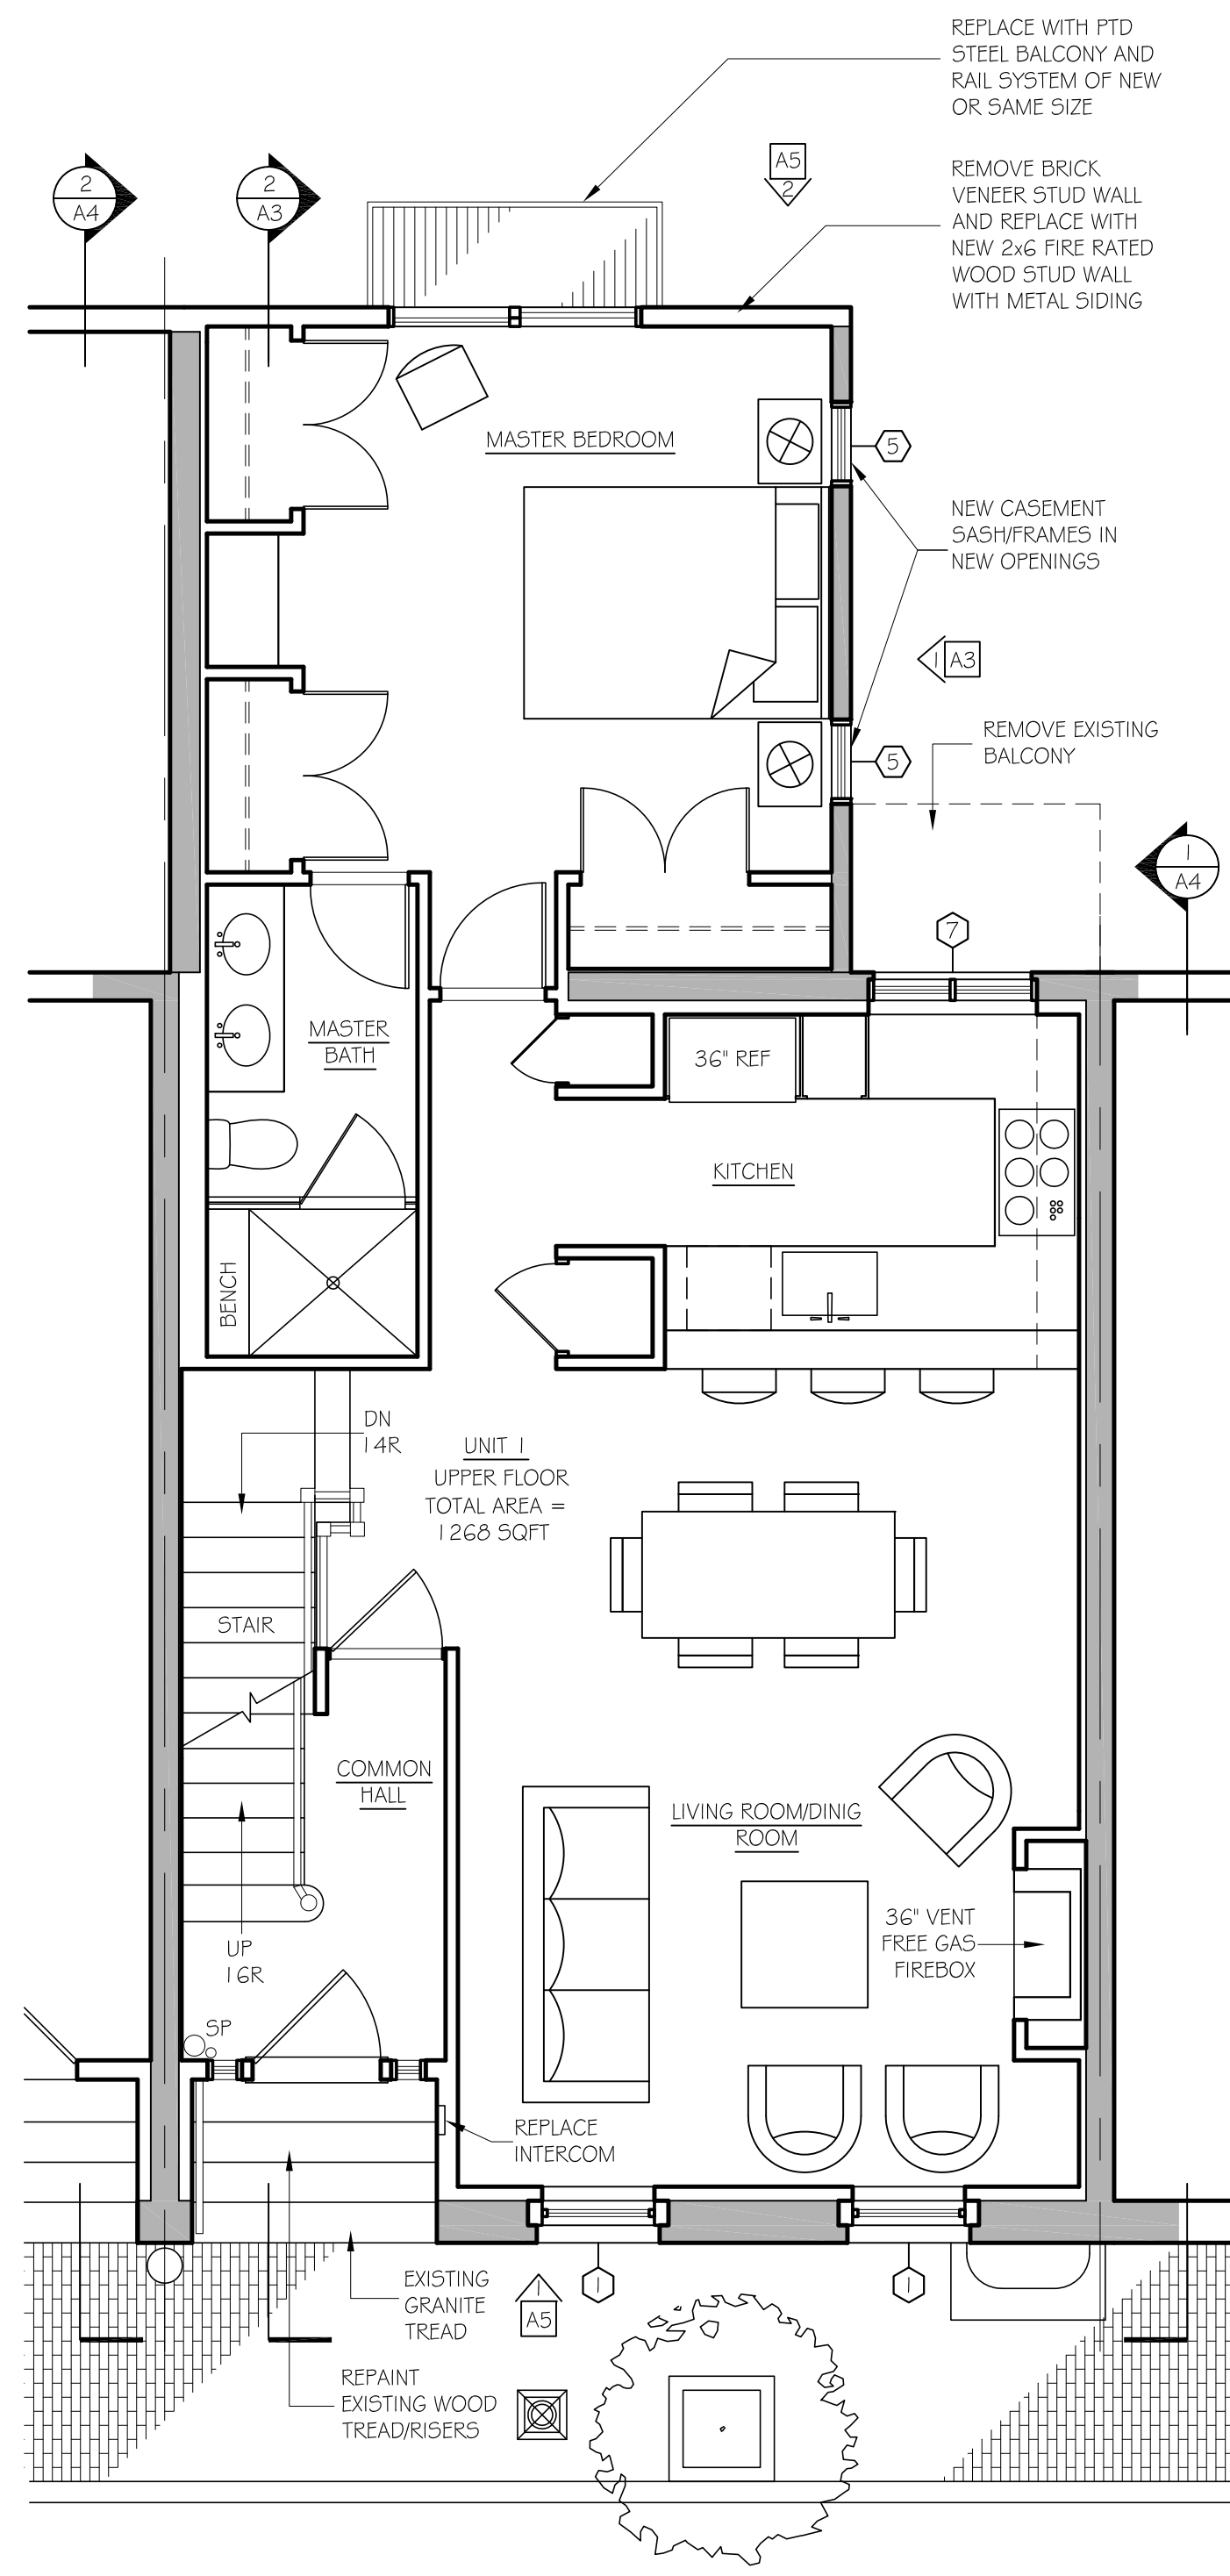 REPLACE WITH PTD
STEEL BALCONY AND
RAIL SYSTEM OF NEW
OR SAME SIZE
2
A4
2
A3
A5
2
REMOVE BRICK
VENEER STUD WALL
AND REPLACE WITH
NEW 2x6 FIRE RATED
WOOD STUD WALL
WITH METAL SIDING
MASTER BEDROOM
5
NEW CASEMENT
SASH/FRAMES IN
NEW OPENINGS
1 A3
REMOVE EXISTING
BALCONY
5
1
A4
7
MASTER
BATH
36" REF
KITCHEN
BENCH
DN
14R
UNIT 1
UPPER FLOOR
TOTAL AREA =
1268 SQFT
STAIR
COMMON
HALL
LIVING ROOM/DINIG
ROOM
36" VENT
FREE GAS
FIREBOX
UP
16R
SP
REPLACE
INTERCOM
EXISTING
GRANITE
TREAD
1
A5
1
1
REPAINT
EXISTING WOOD
TREAD/RISERS